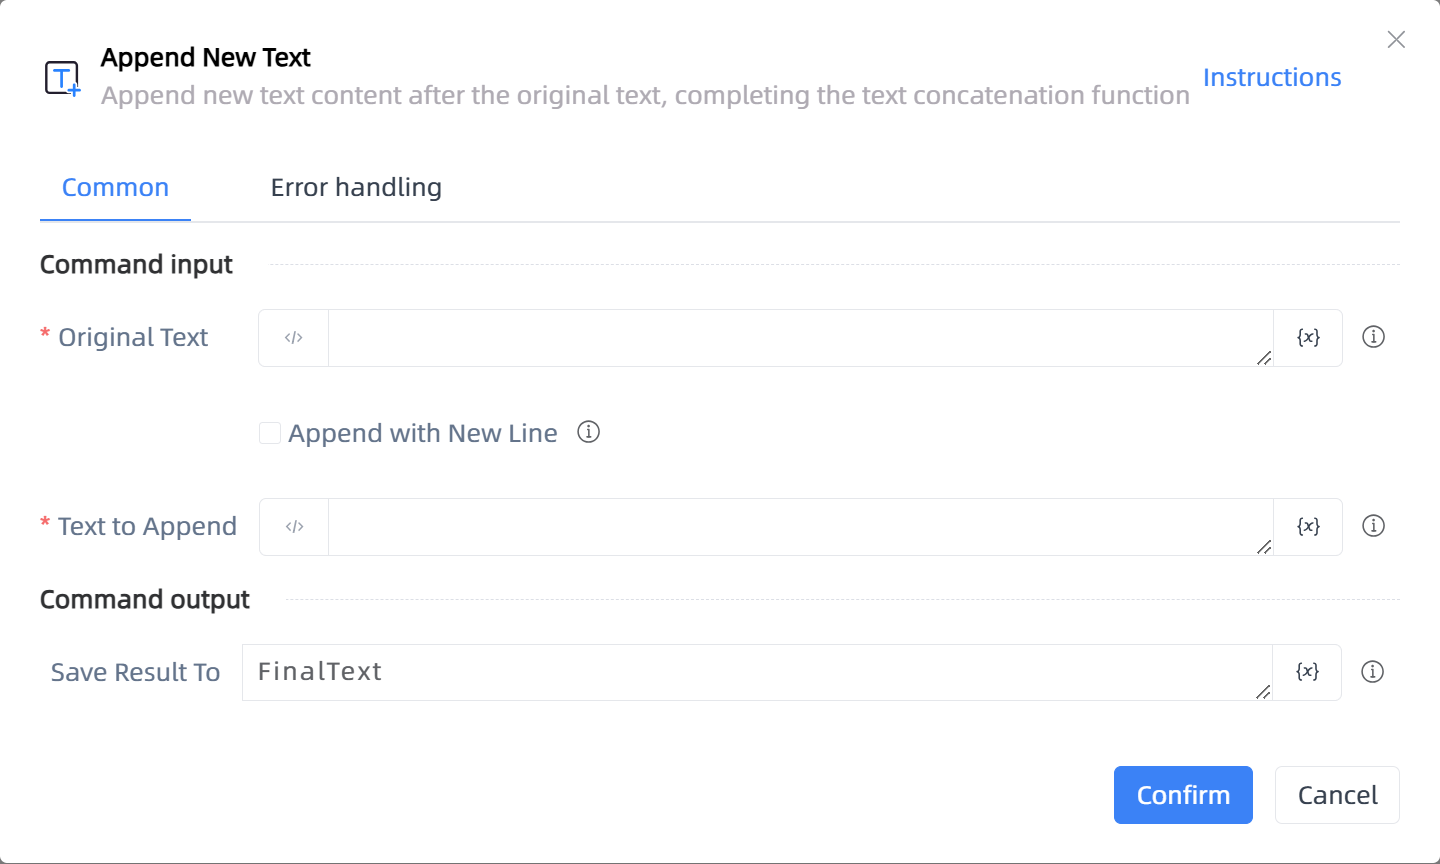 Append New Text
Append new text content after the original text, completing the text concatenation function
Instructions
Common
Error handling
Command input
* Original Text
</>
{x}
Append with New Line
* Text to Append
</>
{x}
Command output
Save Result To
FinalText
{x}
Confirm
Cancel